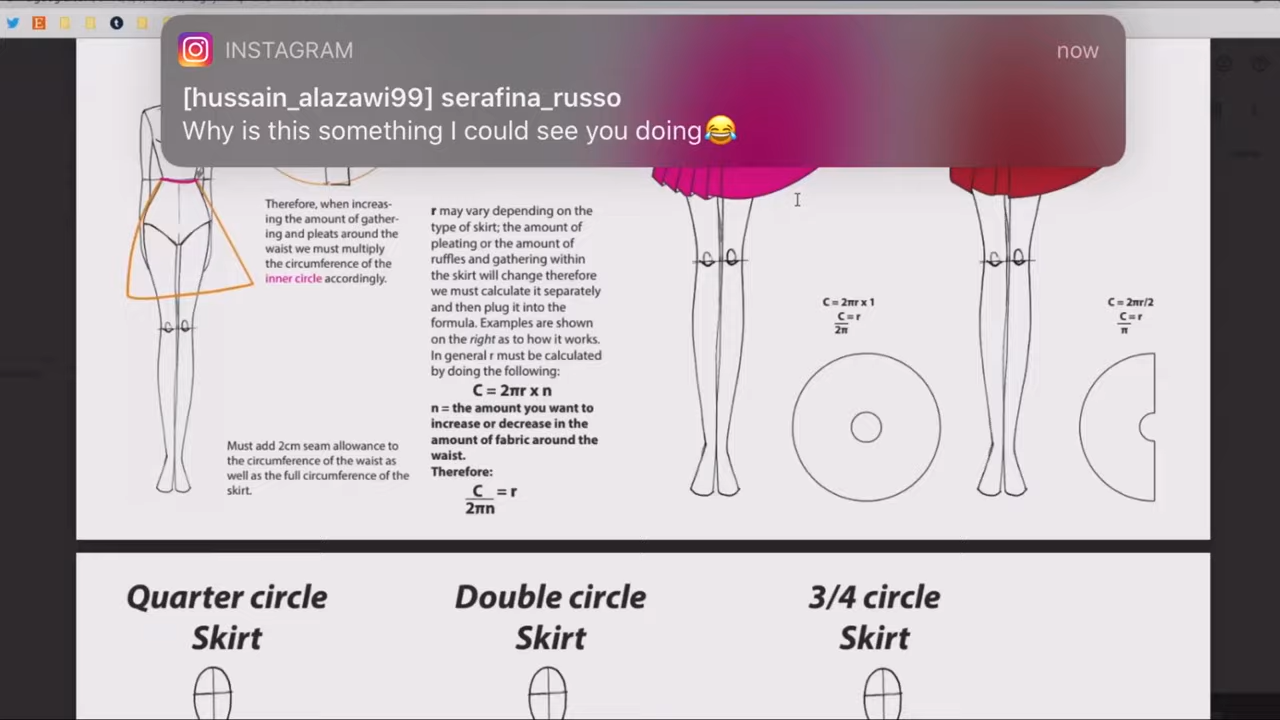 INSTAGRAM
now
[hussain_alazawi99] serafina_russo
Why is this something I could see you doing😂
Therefore, when increas-
ing the amount of gather-
ing and pleats around the
waist we must multiply
the circumference of the
inner circle accordingly.
Must add 2cm seam allowance to
the circumference of the waist as
well as the full circumference of the
skirt.
r may vary depending on the
type of skirt; the amount of
pleating or the amount of
ruffles and gathering within
the skirt will change therefore
we must calculate it separately
and then plug it into the
formula. Examples are shown
on the right as to how it works.
In general r must be calculated
by doing the following:
C = 2πr x n
n = the amount you want to
increase or decrease in the
amount of fabric around the
waist.
Therefore:
C = r
2πn
C = 2πr x 1
C = r
2π
C = 2πr/2
C = r
π
Quarter circle
Skirt
Double circle
Skirt
3/4 circle
Skirt